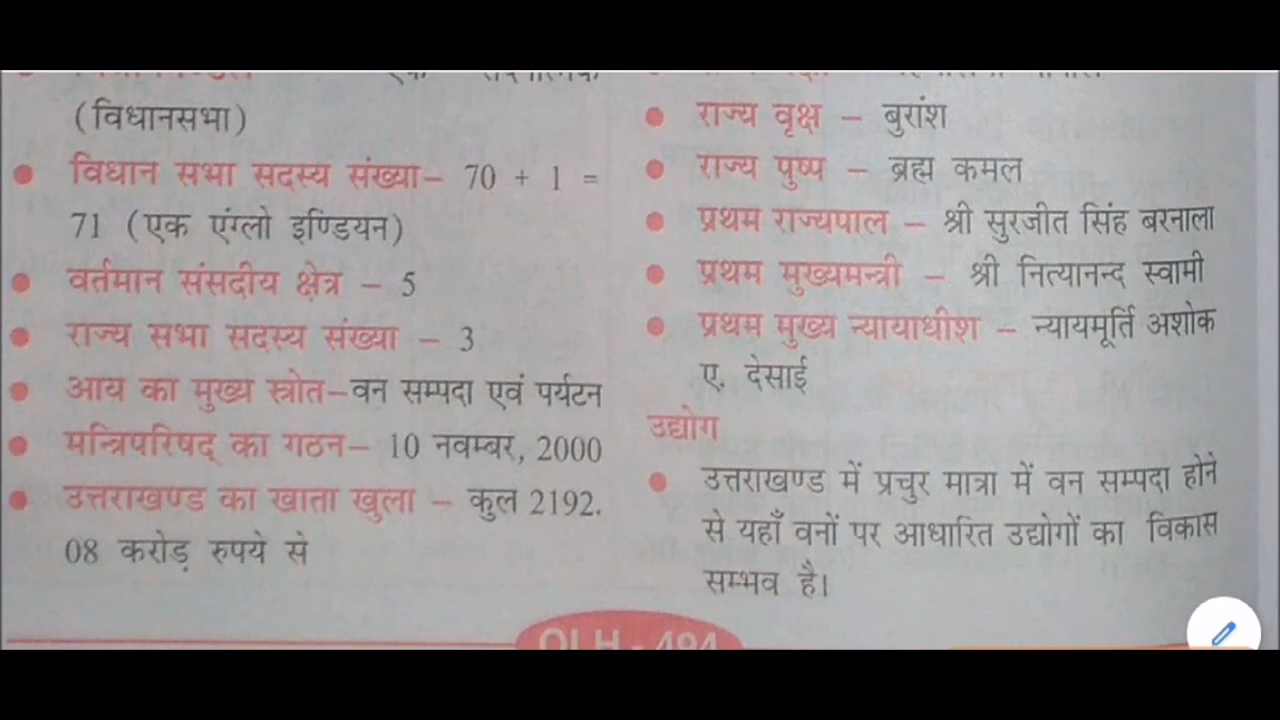 (विधानसभा)
● विधान सभा सदस्य संख्या– 70 + 1 =
71 (एक एंग्लो इण्डियन)
● वर्तमान संसदीय क्षेत्र – 5
● राज्य सभा सदस्य संख्या – 3
● आय का मुख्य स्त्रोत–वन सम्पदा एवं पर्यटन
● मन्त्रिपरिषद् का गठन– 10 नवम्बर, 2000
● उत्तराखण्ड का खाता खुला – कुल 2192.
08 करोड़ रुपये से
● राज्य वृक्ष – बुरांश
● राज्य पुष्प – ब्रह्म कमल
● प्रथम राज्यपाल – श्री सुरजीत सिंह बरनाला
● प्रथम मुख्यमन्त्री – श्री नित्यानन्द स्वामी
● प्रथम मुख्य न्यायाधीश – न्यायमूर्ति अशोक
ए. देसाई
उद्योग
● उत्तराखण्ड में प्रचुर मात्रा में वन सम्पदा होने
से यहाँ वनों पर आधारित उद्योगों का विकास
सम्भव है।